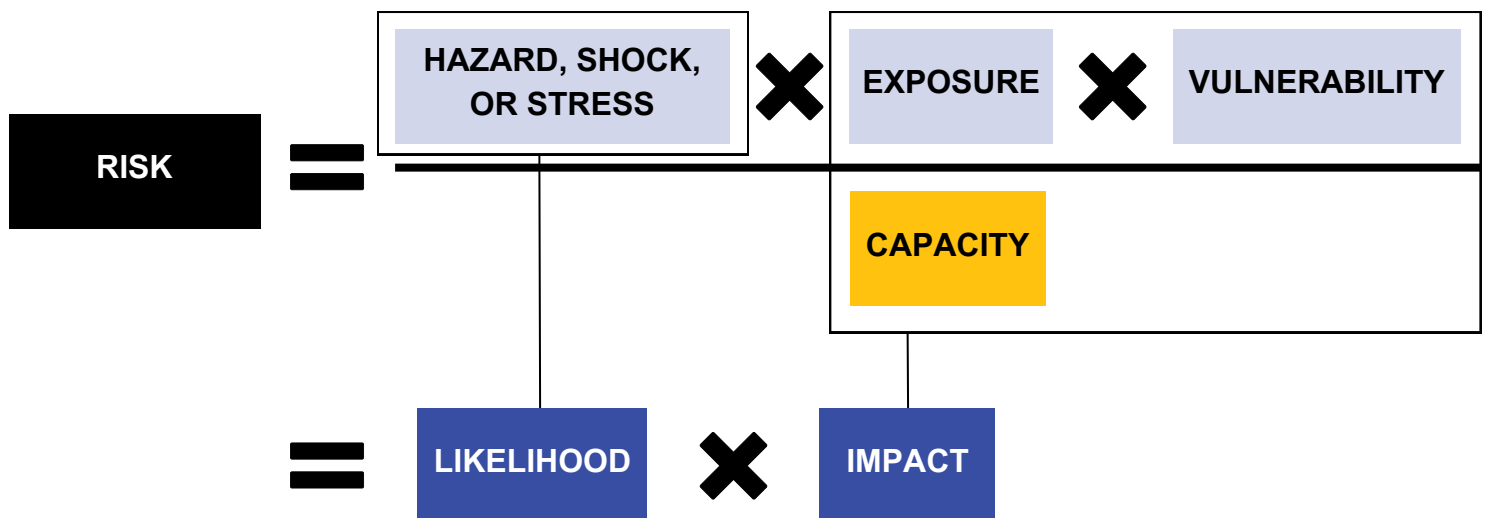 HAZARD, SHOCK,
OR STRESS
EXPOSURE
VULNERABILITY
RISK
CAPACITY
LIKELIHOOD
IMPACT